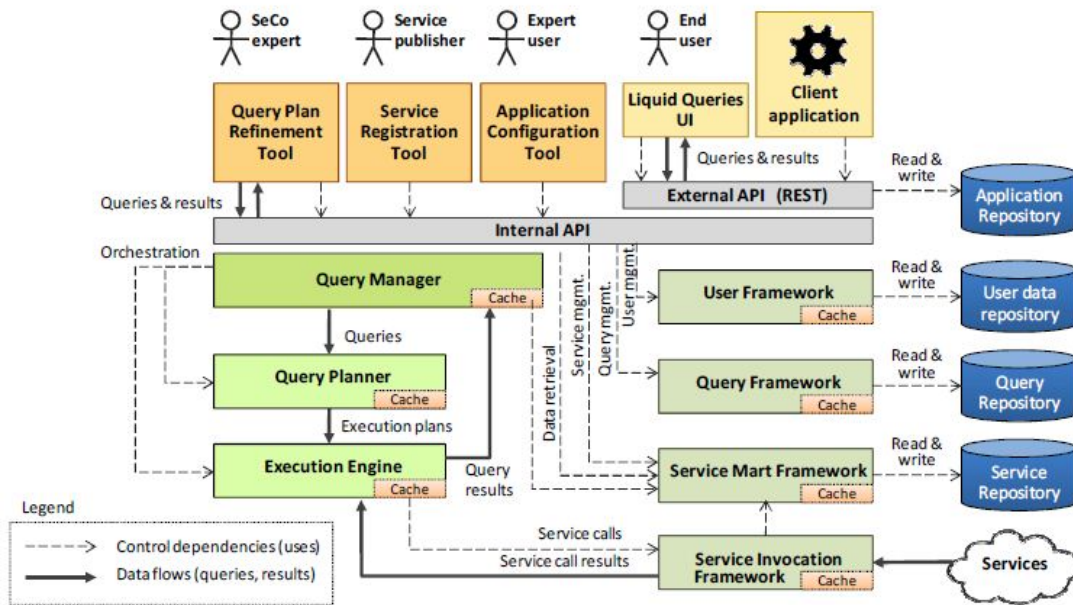 SeCo
expert
Service
publisher
Expert
user
End
user
Query Plan
Refinement
Tool
Service
Registration
Tool
Application
Configuration
Tool
Liquid Queries
UI
Client
application
Queries & results
Read &
write
External API (REST)
Application
Repository
Queries & results
Internal API
Orchestration
Query Manager
Cache
Queries
Query Planner
Cache
Execution plans
Execution Engine
Cache
Query
results
Data retrieval
Service mgmt.
Query mgmt.
User mgmt.
User Framework
Cache
Read &
write
User data
repository
Query Framework
Cache
Read &
write
Query
Repository
Service Mart Framework
Cache
Read &
write
Service
Repository
Legend
Control dependencies (uses)
Data flows (queries, results)
Service calls
Service call results
Service Invocation
Framework
Cache
Services